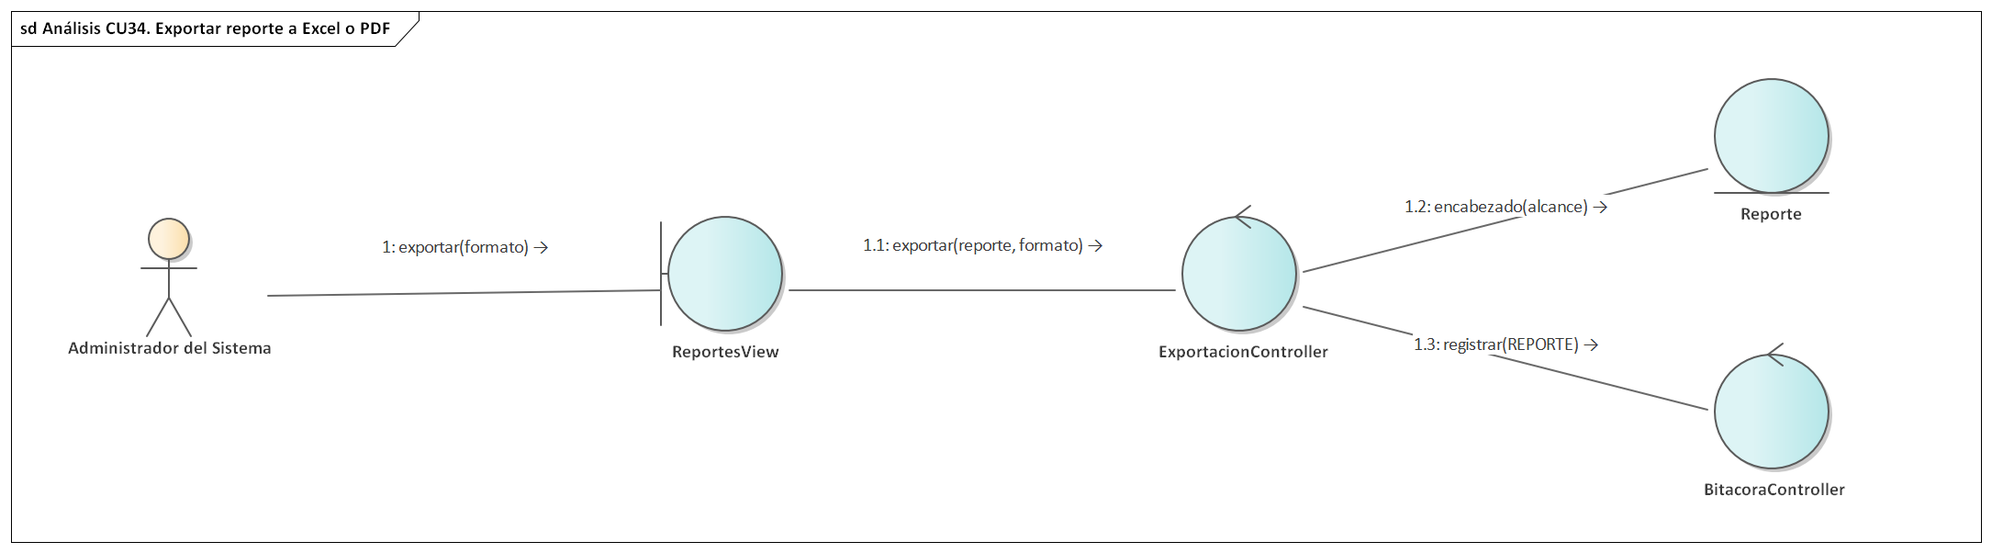 sd Análisis CU34. Exportar reporte a Excel o PDF
1: exportar(formato) →
1.1: exportar(reporte, formato) →
1.2: encabezado(alcance) →
1.3: registrar(REPORTE) →
Administrador del Sistema
ReportesView
ExportacionController
Reporte
BitacoraController